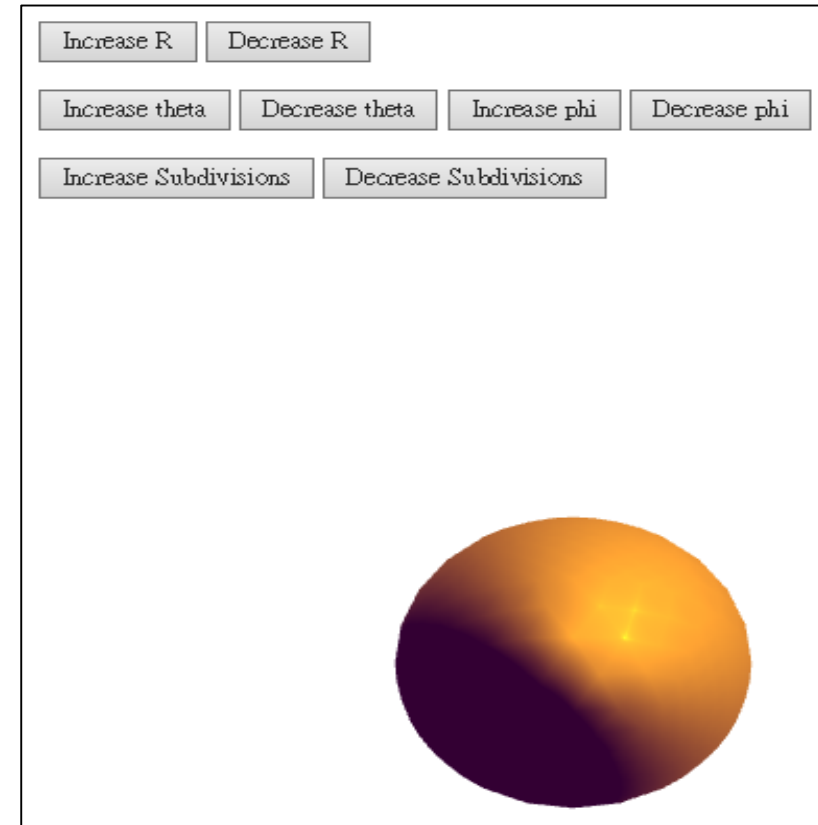 Increase R Decrease R
Increase theta Decrease theta Increase phi Decrease phi
Increase Subdivisions Decrease Subdivisions